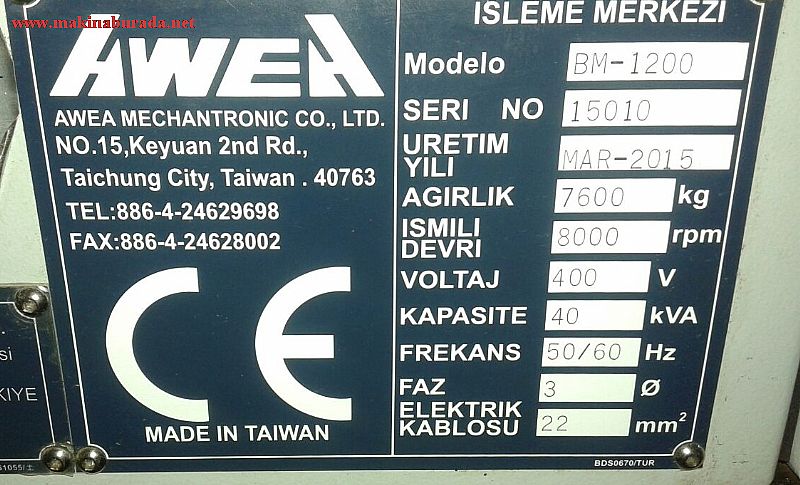 www.makinaburada.net
AWEA
AWEA MECHANTRONIC CO., LTD.
NO.15,Keyuan 2nd Rd.,
Taichung City, Taiwan . 40763
TEL:886-4-24629698
FAX:886-4-24628002
CE
MADE IN TAIWAN
ISLEME MERKEZI
Modelo BM-1200
SERI NO 15010
URETIM YILI MAR-2015
AGIRLIK 7600 kg
ISMILI DEVRI 8000 rpm
VOLTAJ 400 V
KAPASITE 40 kVA
FREKANS 50/60 Hz
FAZ 3 Ø
ELEKTRIK KABLOSU 22 mm²
BDS0670/TUR